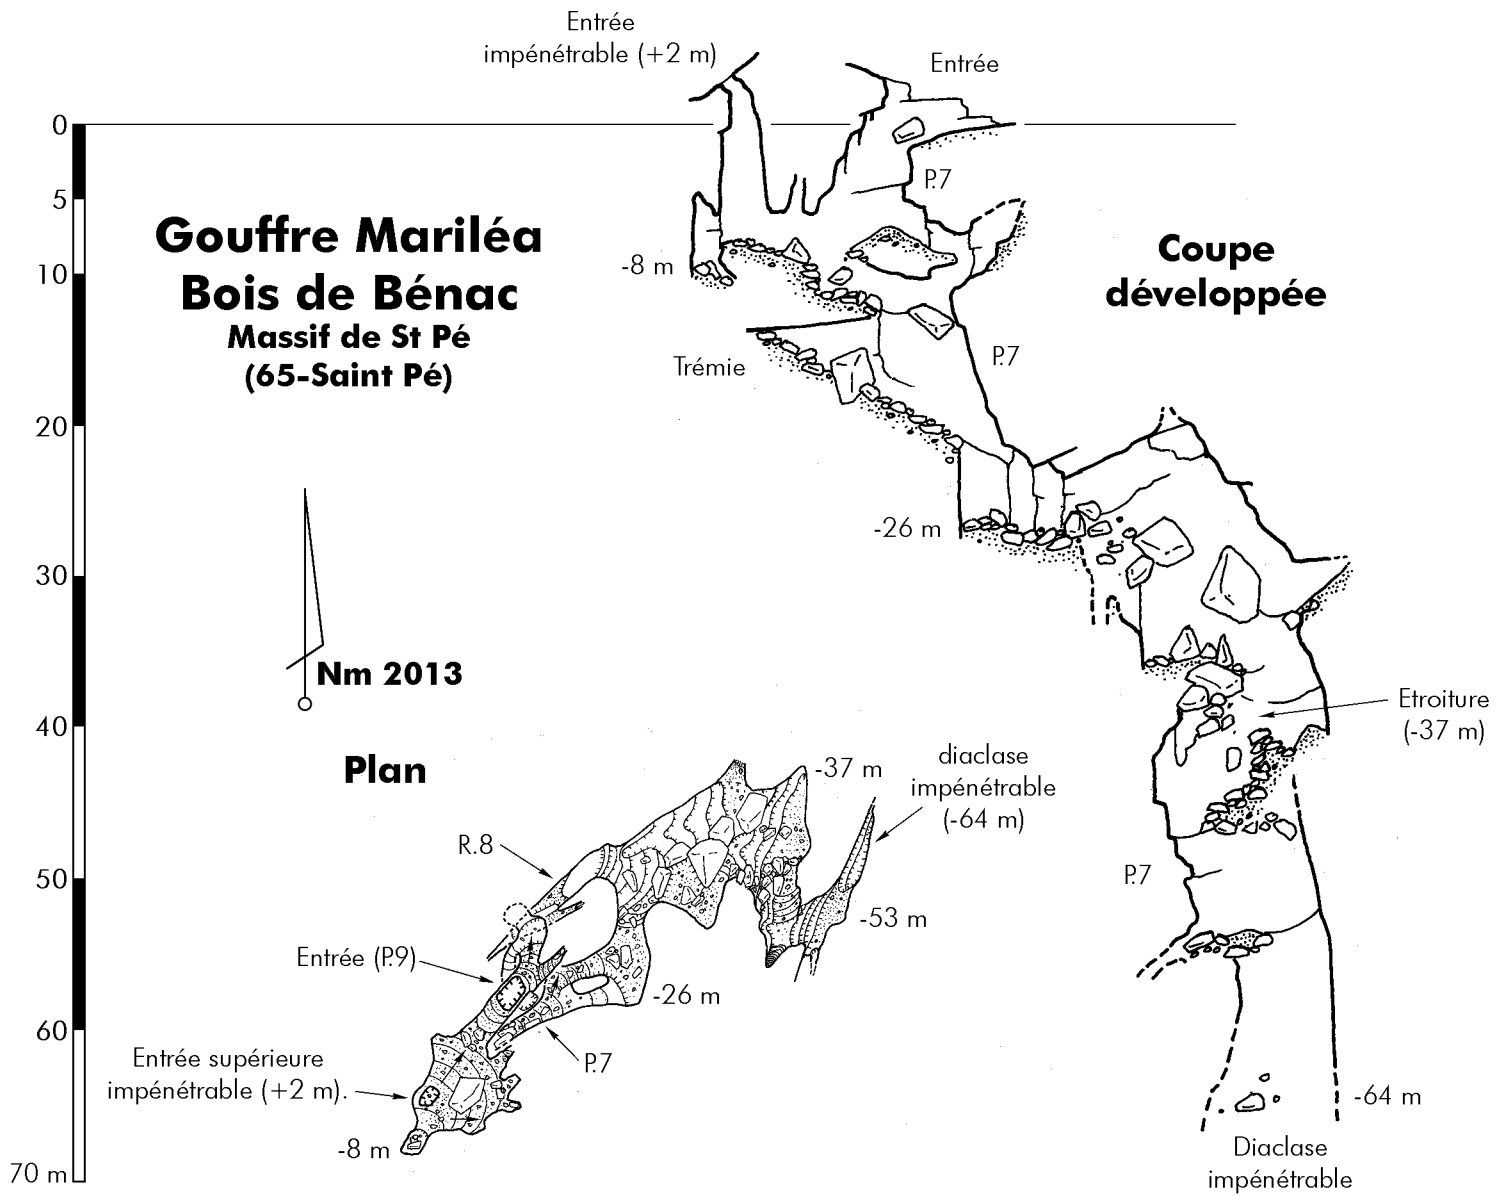 Entrée
impénétrable (+2 m)
Entrée
0
P.7
5
Gouffre Mariléa
Bois de Bénac
Massif de St Pé
(65-Saint Pé)
Coupe
développée
-8 m
10
P.7
Trémie
20
-26 m
30
Nm 2013
Etroiture
(-37 m)
40
Plan
-37 m
diaclase
impénétrable
(-64 m)
R.8
50
P.7
-53 m
Entrée (P.9)
-26 m
60
Entrée supérieure
impénétrable (+2 m).
P.7
-64 m
-8 m
Diaclase
impénétrable
70 m